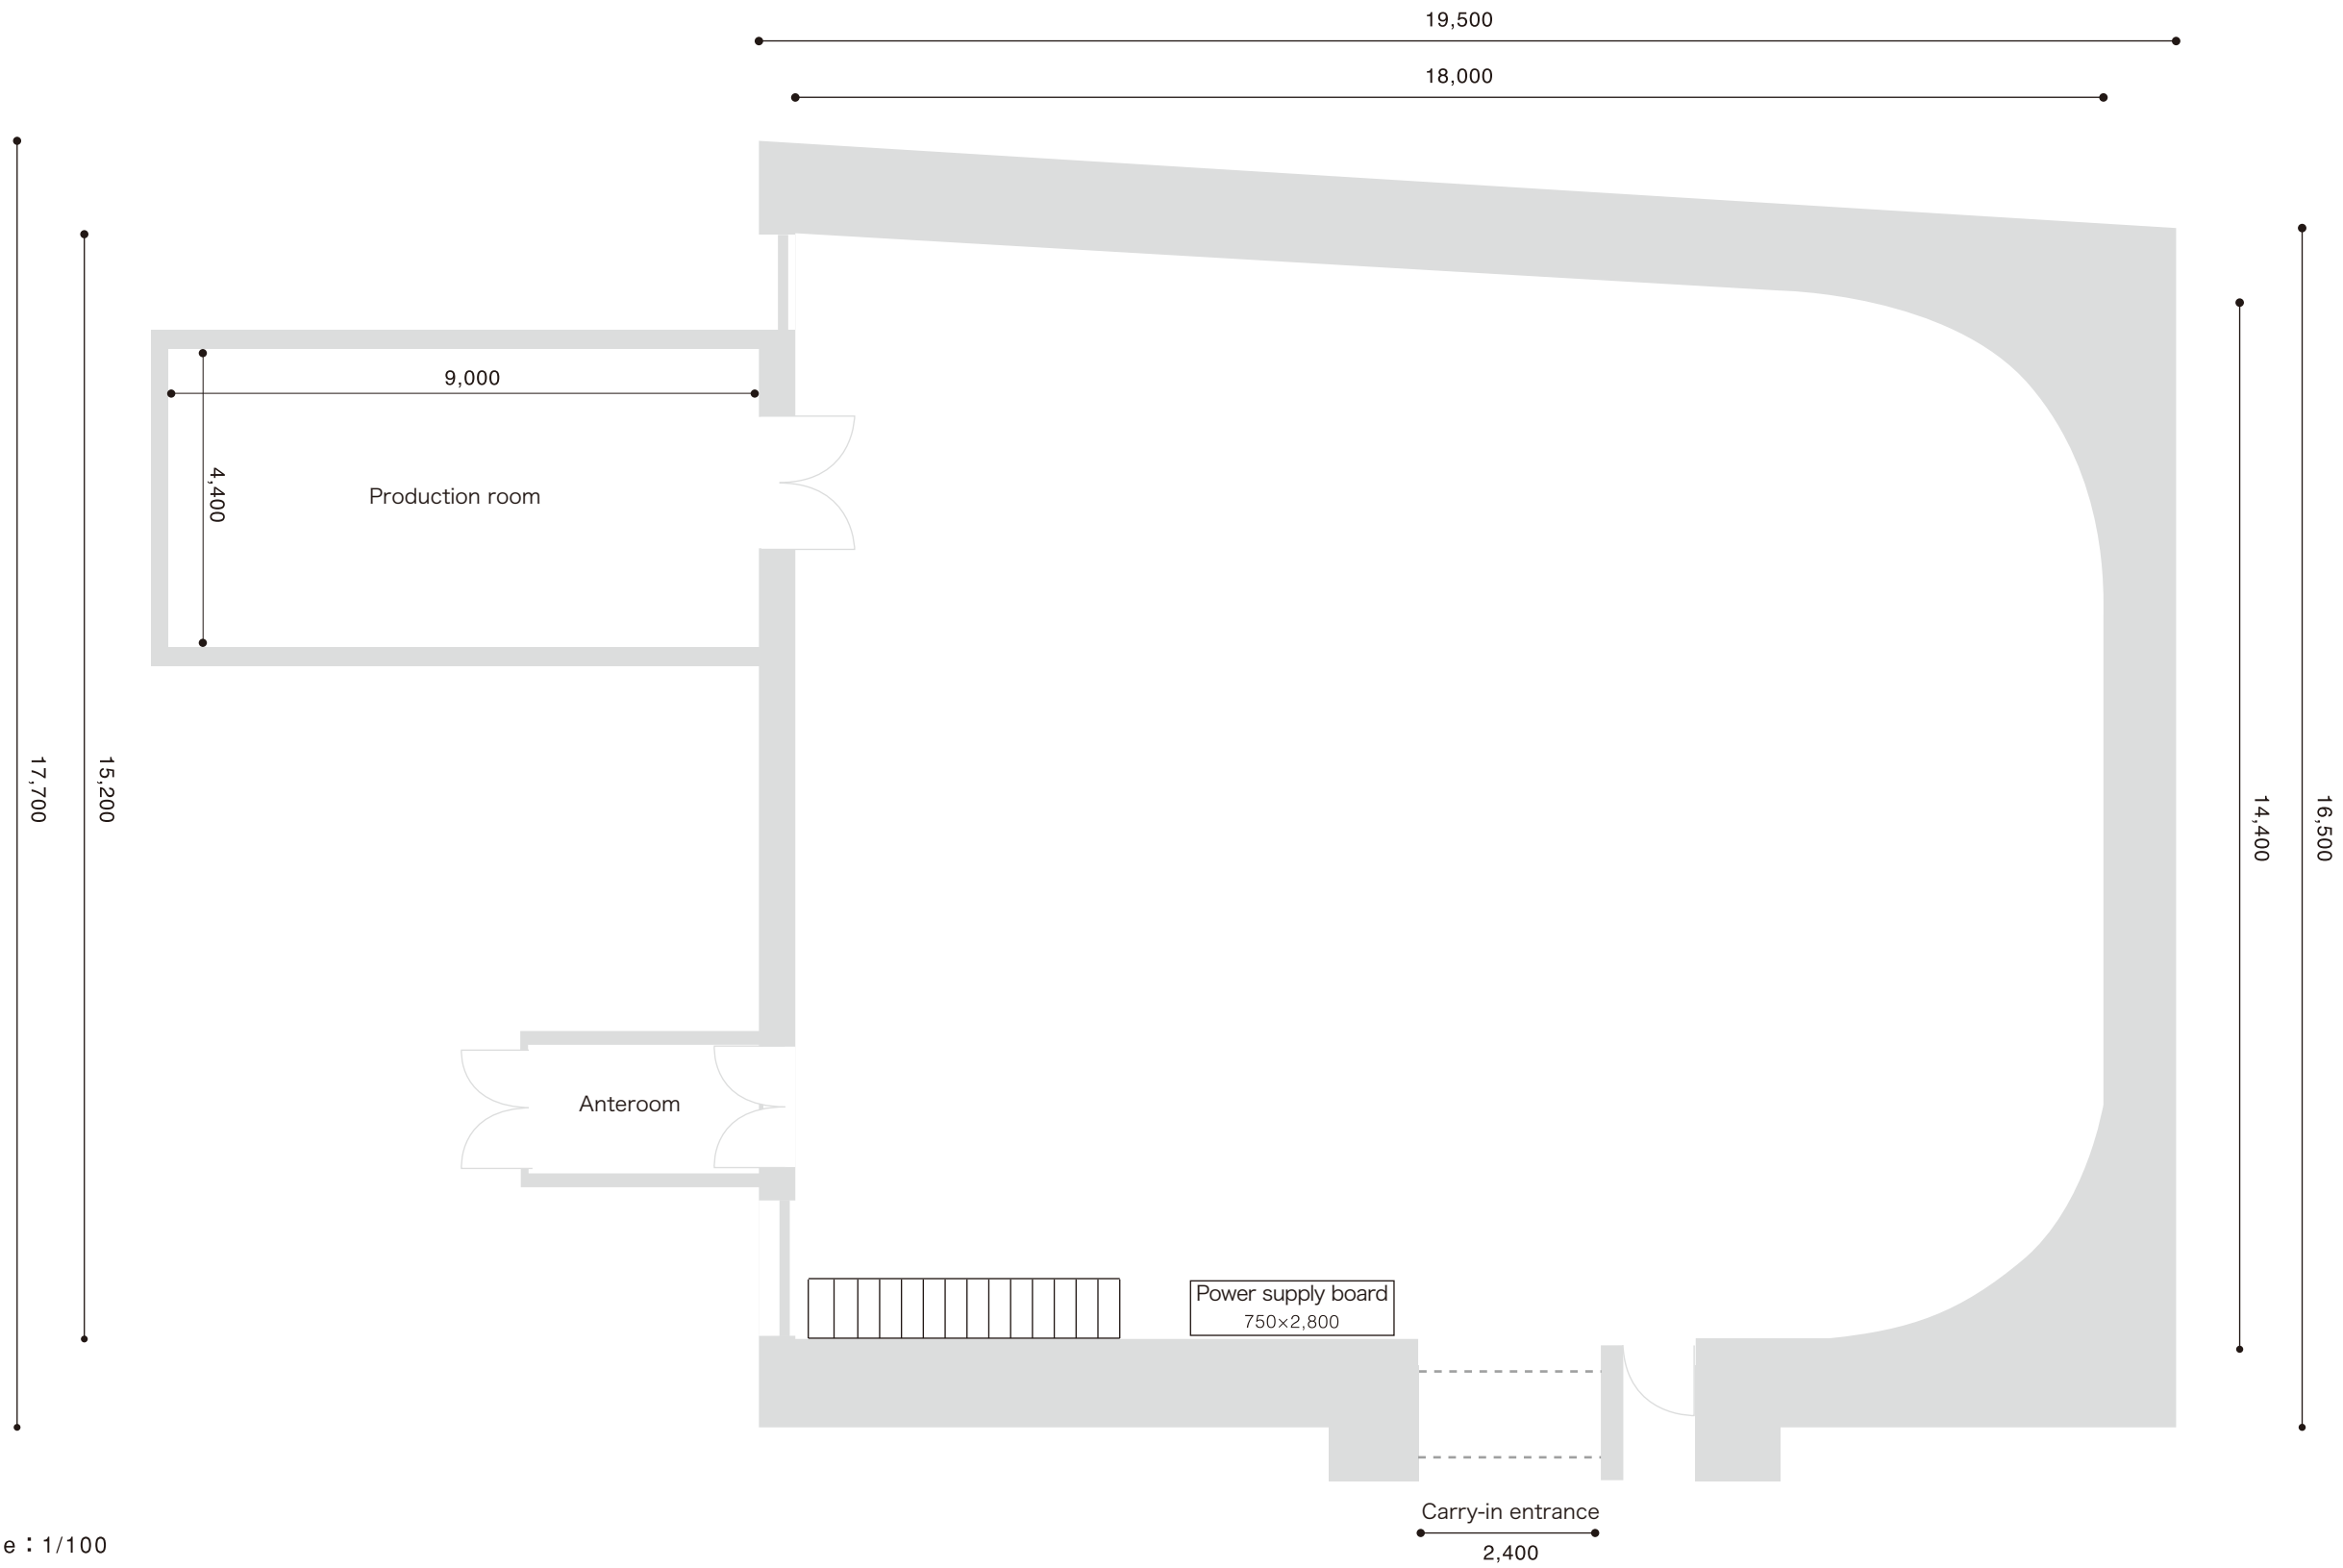 19,500
18,000
9,000
4,400
Production room
17,700
15,200
14,400
16,500
Anteroom
Power supply board
750×2,800
Carry-in entrance
2,400
e：1/100